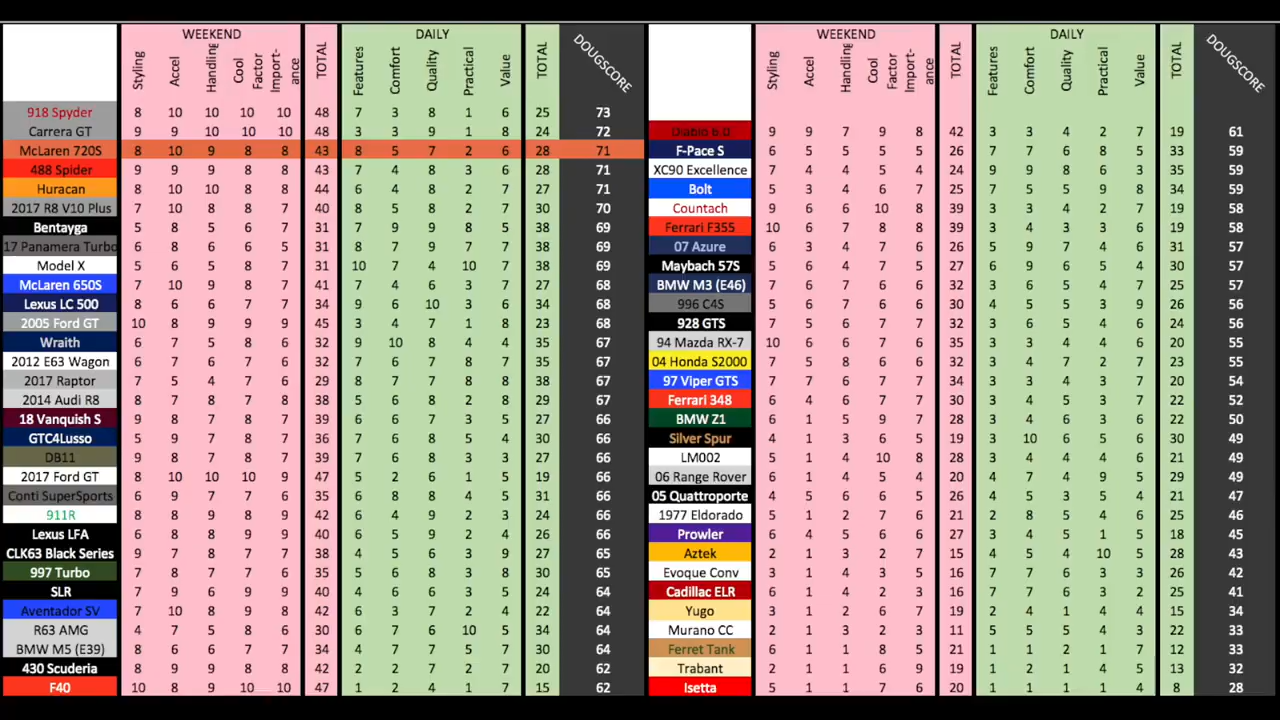 WEEKEND DAILY WEEKEND DAILY
Styling Accel Handling Cool Factor Import-ance TOTAL Features Comfort Quality Practical Value TOTAL DOUGSCORE Styling Accel Handling Cool Factor Import-ance TOTAL Features Comfort Quality Practical Value TOTAL DOUGSCORE
918 Spyder 8 10 10 10 10 48 7 3 8 1 6 25 73
Carrera GT 9 9 10 10 10 48 3 3 9 1 8 24 72 Diablo 6.0 9 9 7 9 8 42 3 3 4 2 7 19 61
McLaren 720S 8 10 9 8 8 43 8 5 7 2 6 28 71 F-Pace S 6 5 5 5 5 26 7 7 6 8 5 33 59
488 Spider 9 9 9 8 8 43 7 4 8 3 6 28 71 XC90 Excellence 7 4 4 5 4 24 9 9 8 6 3 35 59
Huracan 8 10 10 8 8 44 6 4 8 2 7 27 71 Bolt 5 3 4 6 7 25 7 5 5 9 8 34 59
2017 R8 V10 Plus 7 10 8 8 7 40 8 5 8 2 7 30 70 Countach 9 6 6 10 8 39 3 3 4 2 7 19 58
Bentayga 5 8 5 6 7 31 7 9 9 8 5 38 69 Ferrari F355 10 6 7 8 8 39 3 4 3 3 6 19 58
17 Panamera Turbo 6 8 6 6 5 31 8 7 9 7 7 38 69 07 Azure 6 3 4 7 6 26 5 9 7 4 6 31 57
Model X 5 6 5 8 7 31 10 7 4 10 7 38 69 Maybach 57S 5 6 4 7 5 27 6 9 6 5 4 30 57
McLaren 650S 7 10 9 8 7 41 7 4 6 3 7 27 68 BMW M3 (E46) 7 6 7 6 6 32 3 6 5 4 7 25 57
Lexus LC 500 8 6 6 7 7 34 9 6 10 3 6 34 68 996 C4S 5 6 7 6 6 30 4 5 5 3 9 26 56
2005 Ford GT 10 8 9 9 9 45 3 4 7 1 8 23 68 928 GTS 7 5 6 7 7 32 3 6 5 4 6 24 56
Wraith 6 7 5 8 6 32 9 10 8 4 4 35 67 94 Mazda RX-7 10 6 7 6 6 35 3 3 5 3 6 20 55
2012 E63 Wagon 6 7 6 7 6 32 7 6 7 8 7 35 67 04 Honda S2000 7 5 8 6 6 32 3 4 7 2 7 23 55
2017 Raptor 7 5 4 7 6 29 8 7 7 8 8 38 67 97 Viper GTS 7 7 6 7 7 34 3 3 4 3 7 20 54
2014 Audi R8 8 8 7 8 7 38 5 6 8 2 8 29 67 Ferrari 348 6 4 6 7 7 30 3 4 4 3 8 22 52
18 Vanquish S 9 8 7 8 7 39 6 6 7 3 5 27 66 BMW Z1 6 1 5 9 7 28 3 4 6 3 6 22 50
GTC4Lusso 5 9 7 8 7 36 7 6 8 5 4 30 66 Silver Spur 4 1 3 6 5 19 3 10 6 5 6 30 49
DB11 9 8 7 8 7 39 7 6 8 3 3 27 66 LM002 5 1 4 10 8 28 3 4 4 4 6 21 49
2017 Ford GT 8 10 10 10 9 47 5 2 6 1 5 19 66 06 Range Rover 6 1 3 5 4 20 4 7 4 9 5 29 49
Conti SuperSports 6 9 7 7 6 35 6 8 8 4 5 31 66 05 Quattroporte 4 5 6 6 5 26 4 5 3 5 4 21 47
911R 8 8 9 8 9 42 6 4 9 2 3 24 66 1977 Eldorado 5 1 2 7 6 21 2 8 5 4 6 25 46
Lexus LFA 6 8 8 9 9 40 6 5 9 2 4 26 66 Prowler 6 4 5 6 6 27 3 4 5 1 5 18 45
CLK63 Black Series 9 7 8 7 7 38 4 5 6 3 9 27 65 Aztek 2 1 3 2 7 15 4 5 4 10 5 28 43
997 Turbo 7 8 7 7 6 35 5 6 8 3 8 30 65 Evoque Conv 3 1 4 3 5 16 7 7 6 3 3 26 42
SLR 7 9 6 9 9 40 4 6 6 3 5 24 64 Cadillac ELR 6 1 4 2 3 16 7 7 6 3 2 25 41
Aventador SV 7 10 8 9 8 42 6 3 7 2 4 22 64 Yugo 3 1 2 6 7 19 2 4 1 4 4 15 34
R63 AMG 4 7 5 8 6 30 6 7 6 10 5 34 64 Murano CC 2 1 3 2 3 11 5 5 5 4 3 22 33
BMW M5 (E39) 8 6 6 7 7 34 4 7 7 5 7 30 64 Ferret Tank 6 1 1 8 5 21 1 1 2 1 7 12 33
430 Scuderia 8 9 9 8 8 42 2 2 7 2 7 20 62 Trabant 2 1 1 6 9 19 1 2 1 4 5 13 32
F40 10 8 9 10 10 47 1 2 4 1 7 15 62 Isetta 5 1 1 7 6 20 1 1 1 1 4 8 28